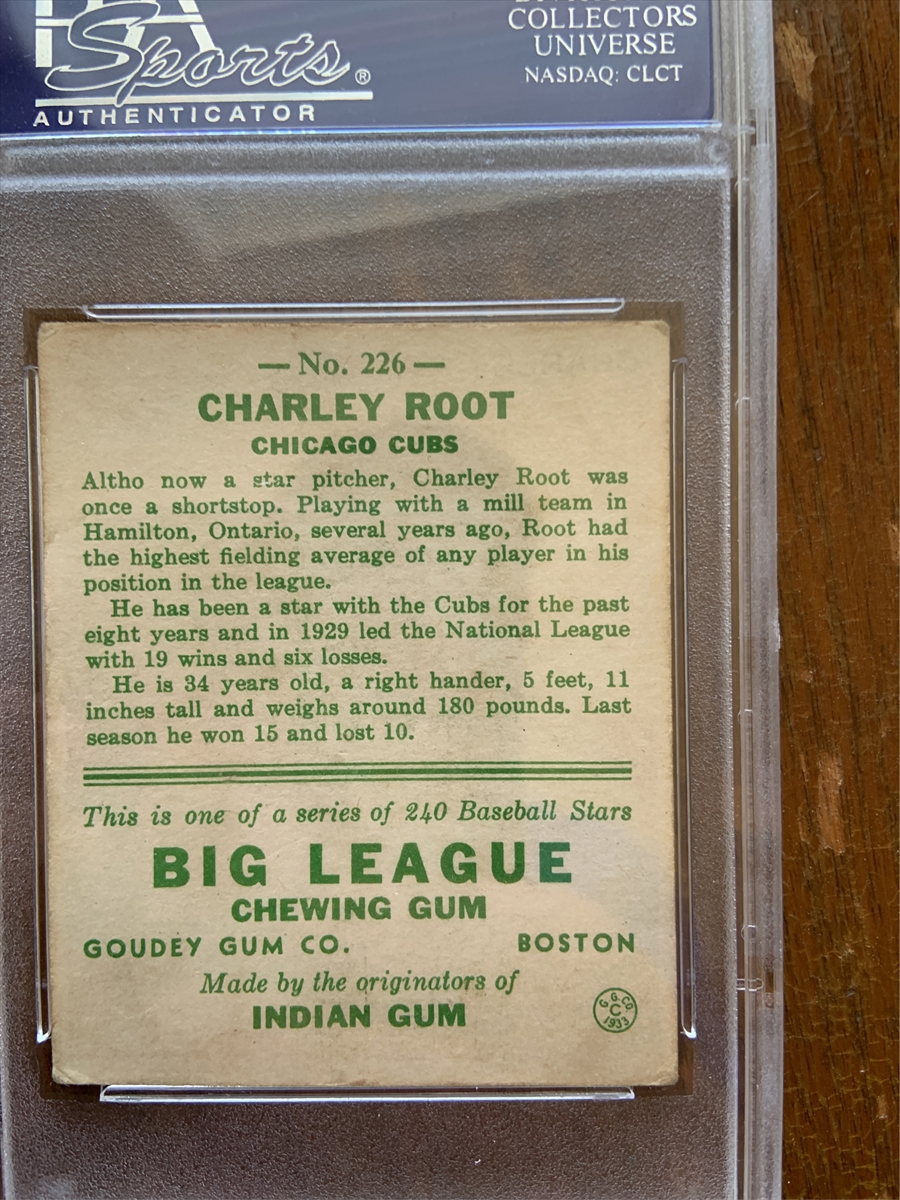 Sports®
AUTHENTICATOR
COLLECTORS
UNIVERSE
NASDAQ: CLCT
— No. 226 —
CHARLEY ROOT
CHICAGO CUBS
Altho now a star pitcher, Charley Root was
once a shortstop. Playing with a mill team in
Hamilton, Ontario, several years ago, Root had
the highest fielding average of any player in his
position in the league.
He has been a star with the Cubs for the past
eight years and in 1929 led the National League
with 19 wins and six losses.
He is 34 years old, a right hander, 5 feet, 11
inches tall and weighs around 180 pounds. Last
season he won 15 and lost 10.
This is one of a series of 240 Baseball Stars
BIG LEAGUE
CHEWING GUM
GOUDEY GUM CO. BOSTON
Made by the originators of
INDIAN GUM
G.G.CO
C
1933